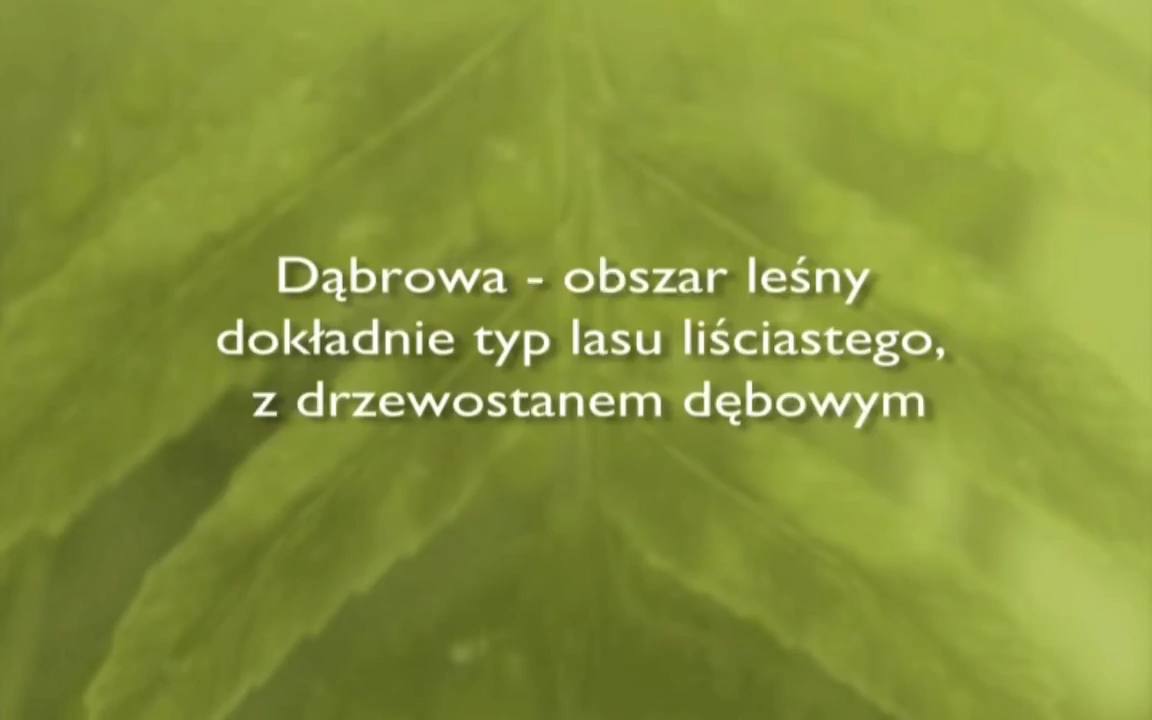 Dąbrowa - obszar leśny
dokładnie typ lasu liściastego,
z drzewostanem dębowym